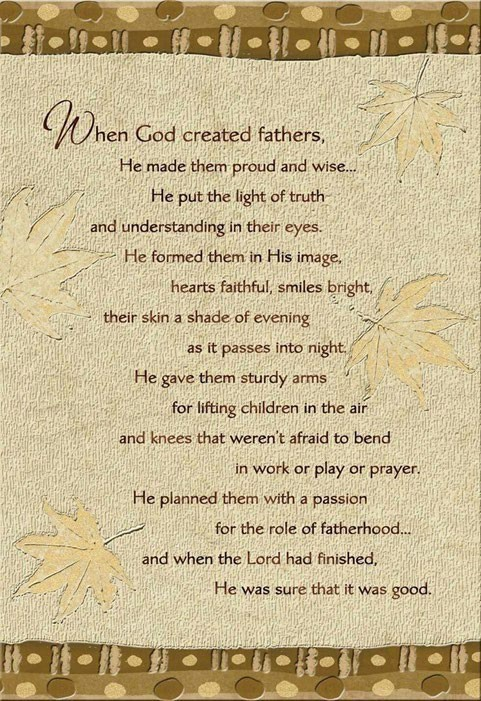 When God created fathers,
He made them proud and wise...
He put the light of truth
and understanding in their eyes.
He formed them in His image,
hearts faithful, smiles bright,
their skin a shade of evening
as it passes into night.
He gave them sturdy arms
for lifting children in the air
and knees that weren't afraid to bend
in work or play or prayer.
He planned them with a passion
for the role of fatherhood...
and when the Lord had finished,
He was sure that it was good.